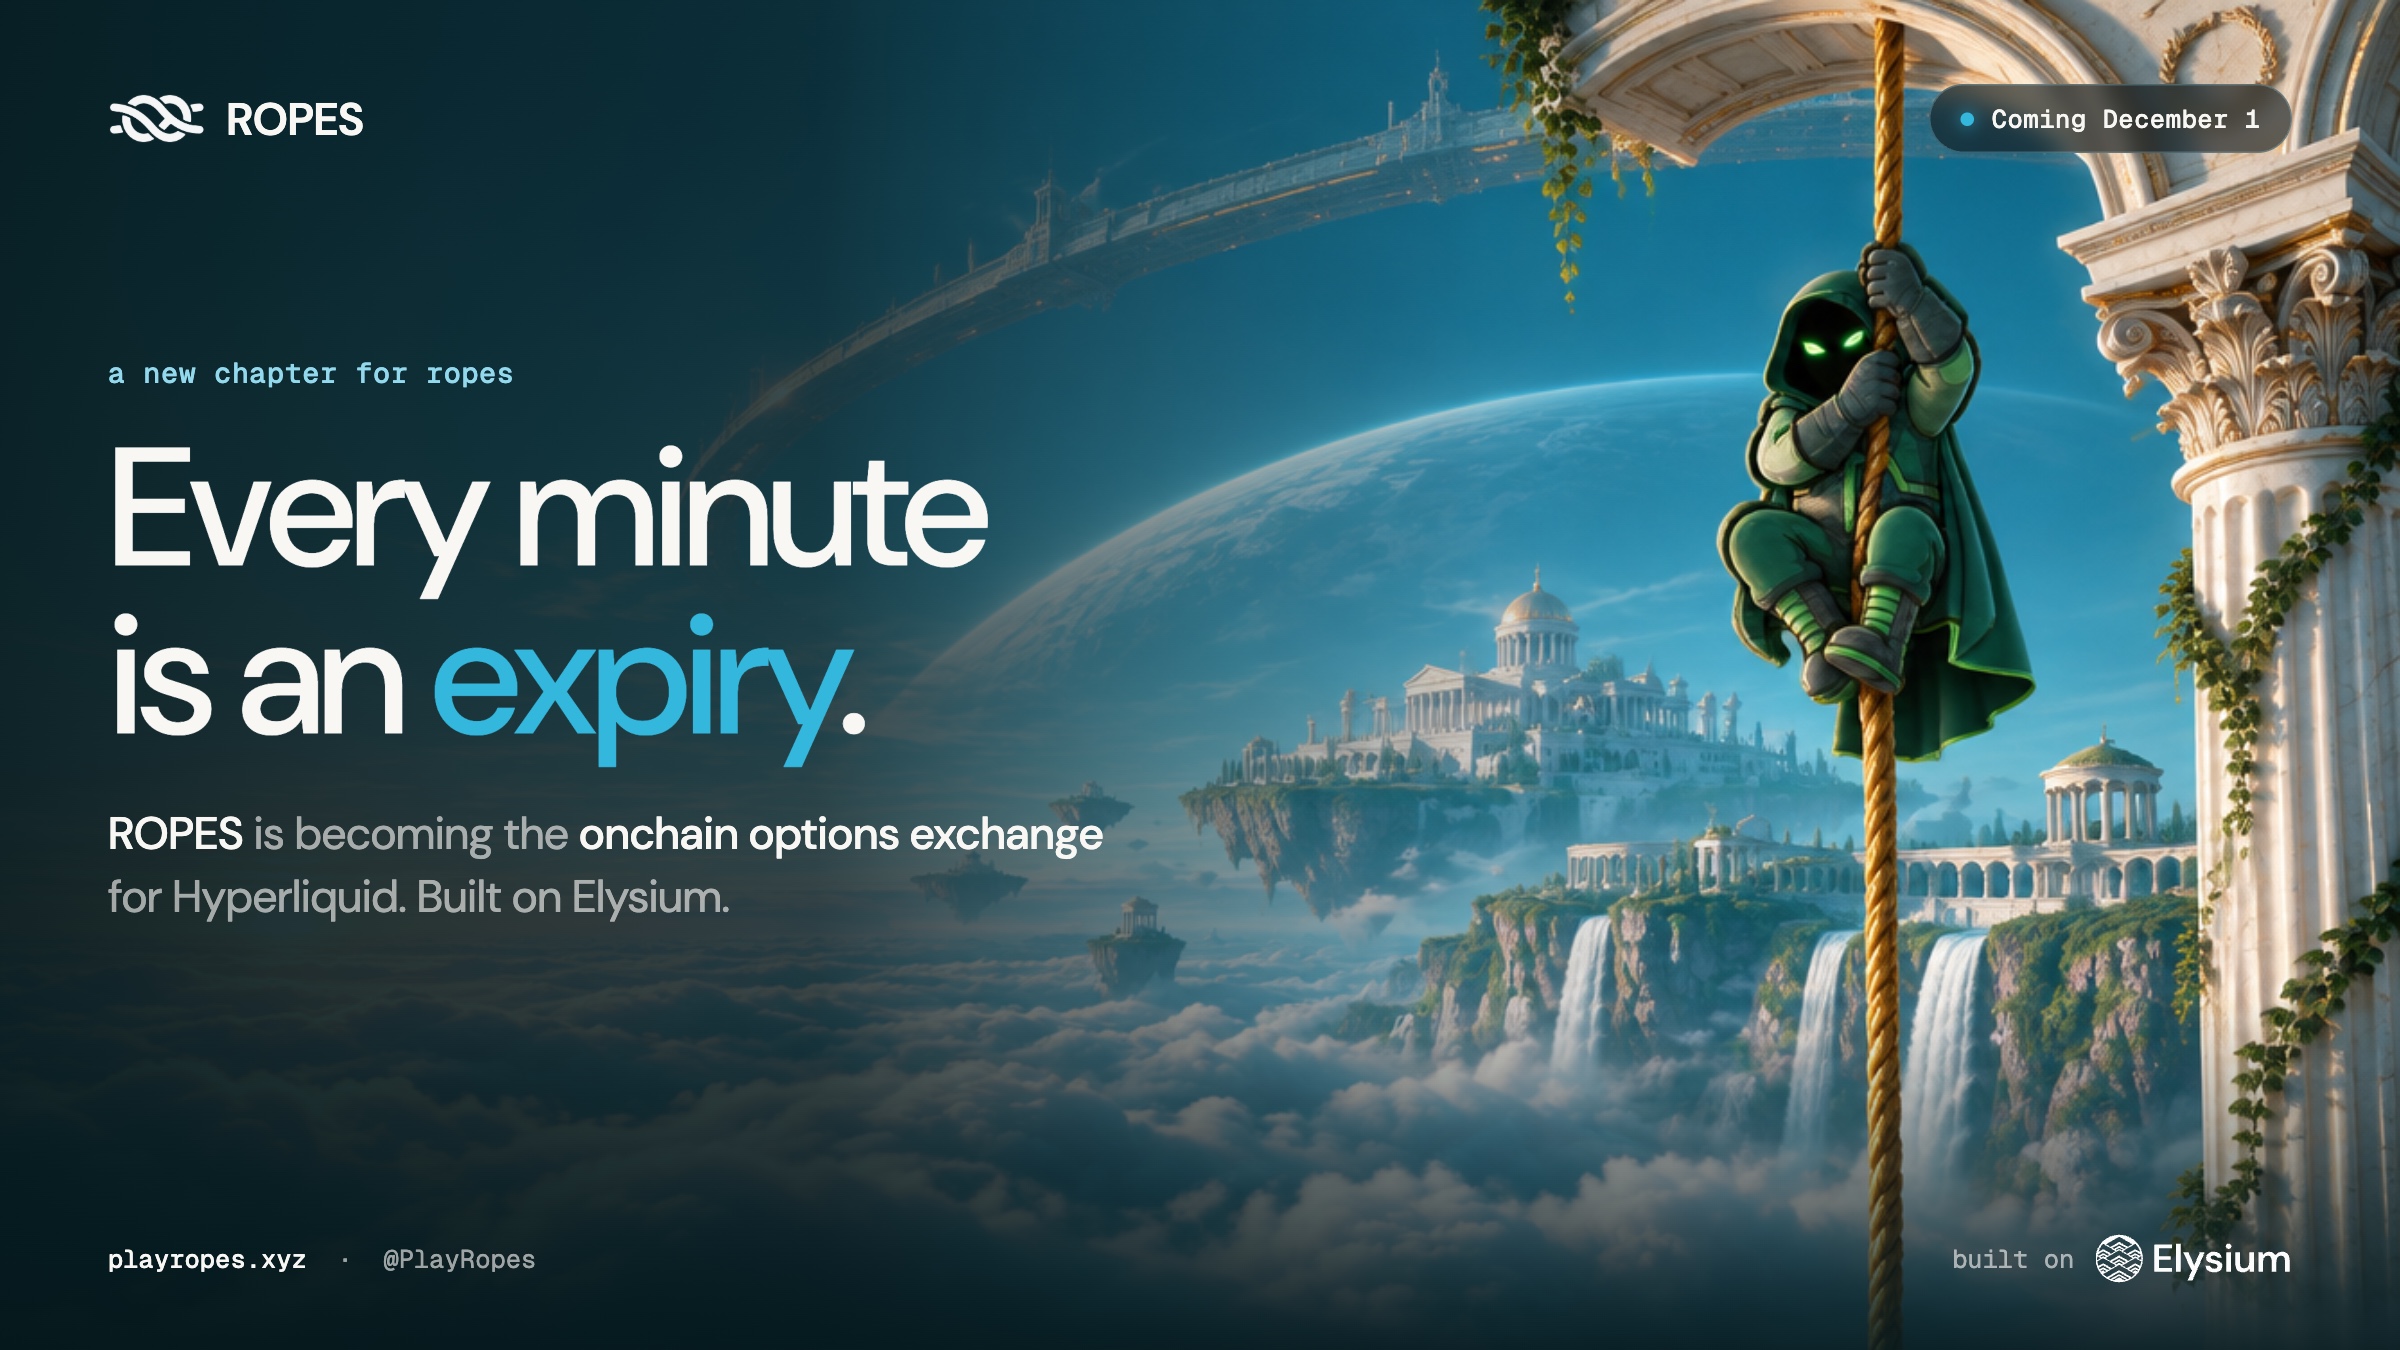 ROPES
Coming December 1
a new chapter for ropes
Every minute
is an expiry.
ROPES is becoming the onchain options exchange
for Hyperliquid. Built on Elysium.
playropes.xyz · @PlayRopes
built on Elysium